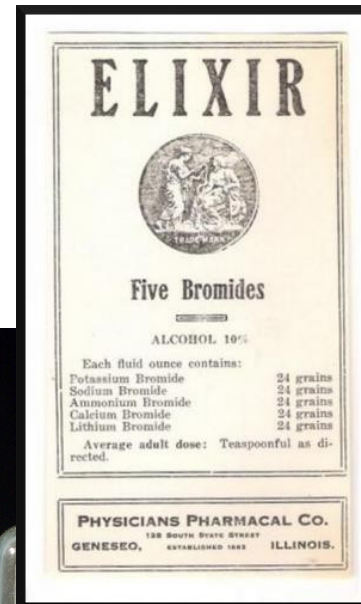 ELIXIR
TRADE MARK
Five Bromides
ALCOHOL 10%
Each fluid ounce contains:
Potassium Bromide 24 grains
Sodium Bromide 24 grains
Ammonium Bromide 24 grains
Calcium Bromide 24 grains
Lithium Bromide 24 grains
Average adult dose: Teaspoonful as di-
rected.
PHYSICIANS PHARMACAL CO.
SOUTH STATE STREET
GENESEO, ESTABLISHED ILLINOIS.